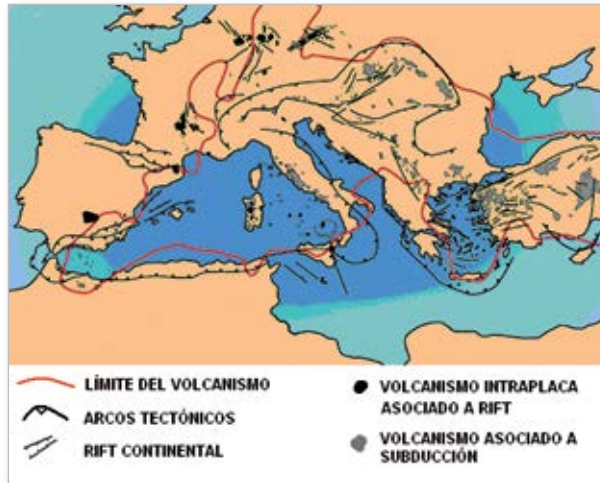 LÍMITE DEL VOLCANISMO
ARCOS TECTÓNICOS
RIFT CONTINENTAL
VOLCANISMO INTRAPLACA
ASOCIADO A RIFT
VOLCANISMO ASOCIADO A
SUBDUCCIÓN